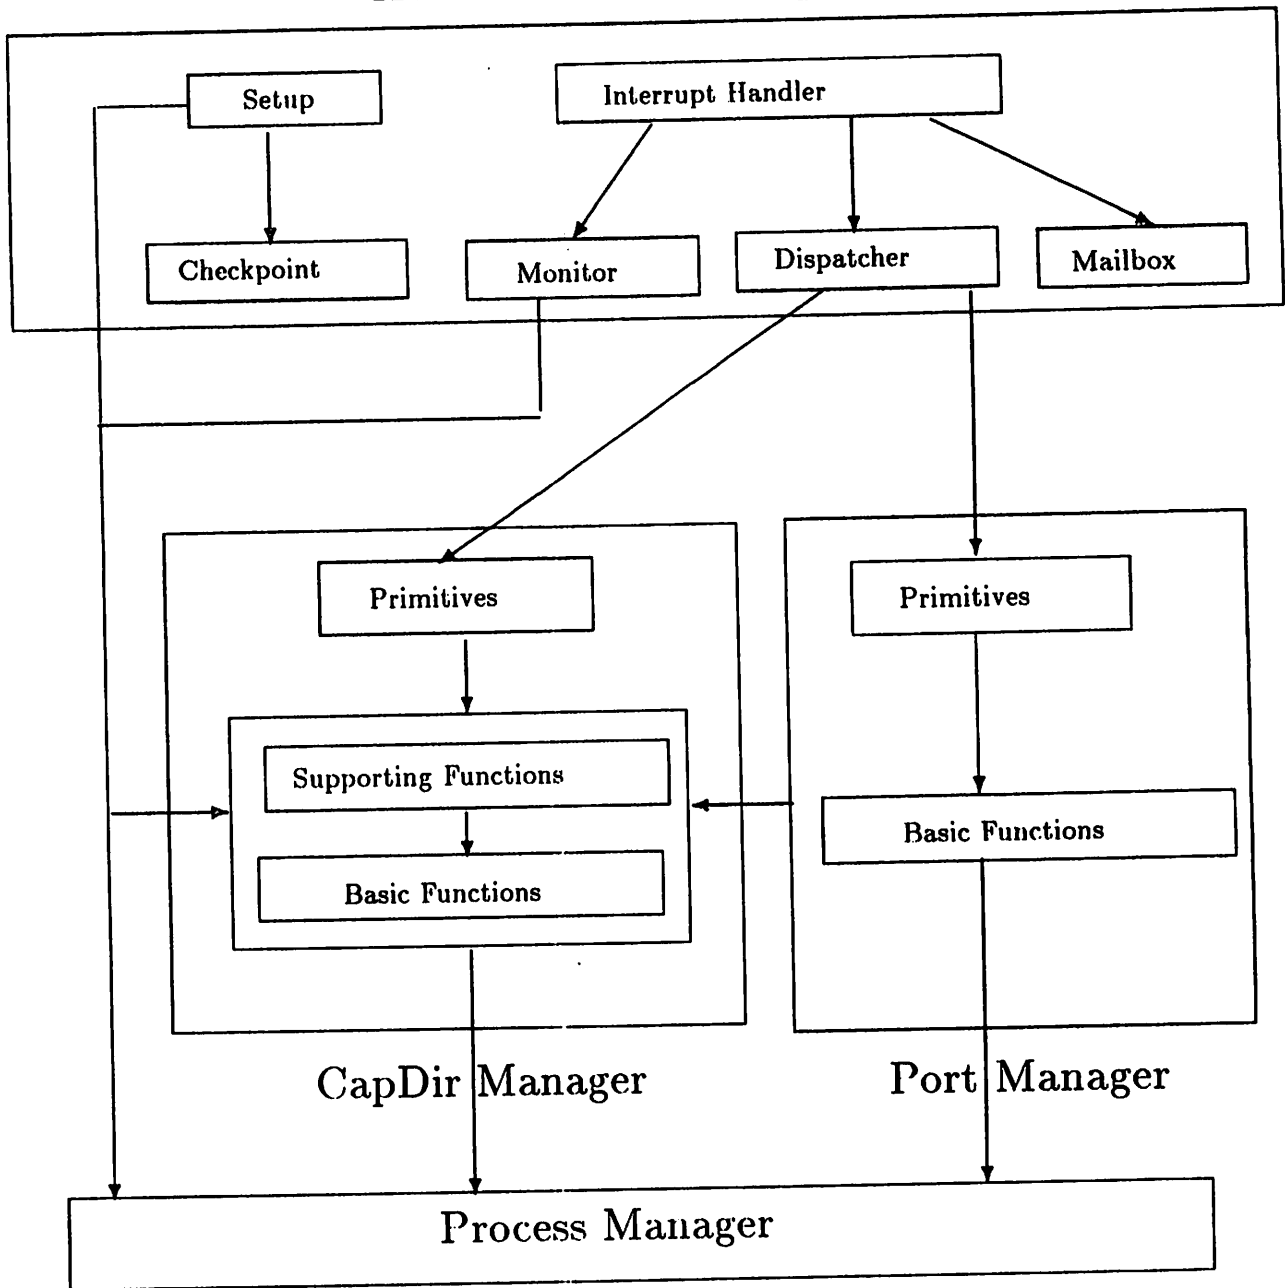 Setup
Interrupt Handler
Checkpoint
Monitor
Dispatcher
Mailbox
Primitives
Primitives
Supporting Functions
Basic Functions
Basic Functions
CapDir Manager
Port Manager
Process Manager